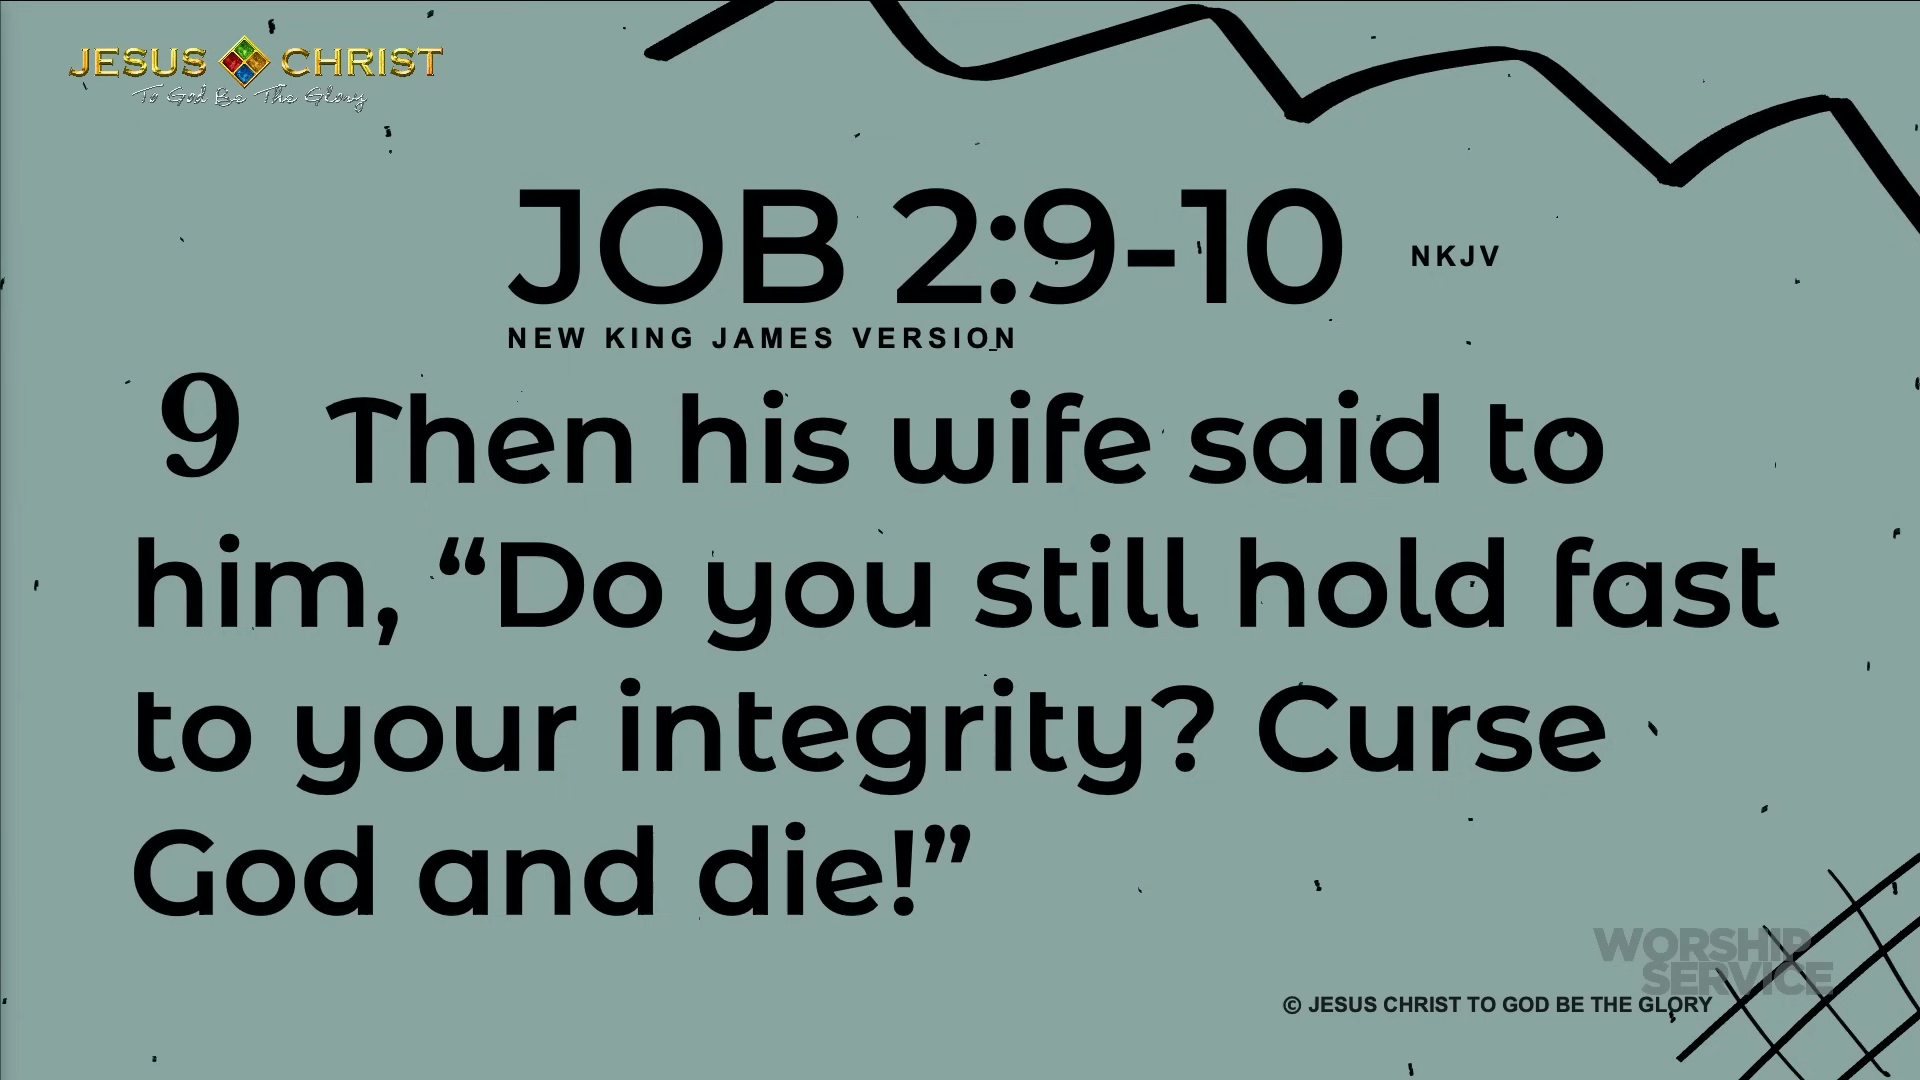 JESUS CHRIST
To God Be The Glory
JOB 2:9-10 NKJV
NEW KING JAMES VERSION
9 Then his wife said to
him, “Do you still hold fast
to your integrity? Curse
God and die!”
WORSHIP
SERVICE
© JESUS CHRIST TO GOD BE THE GLORY